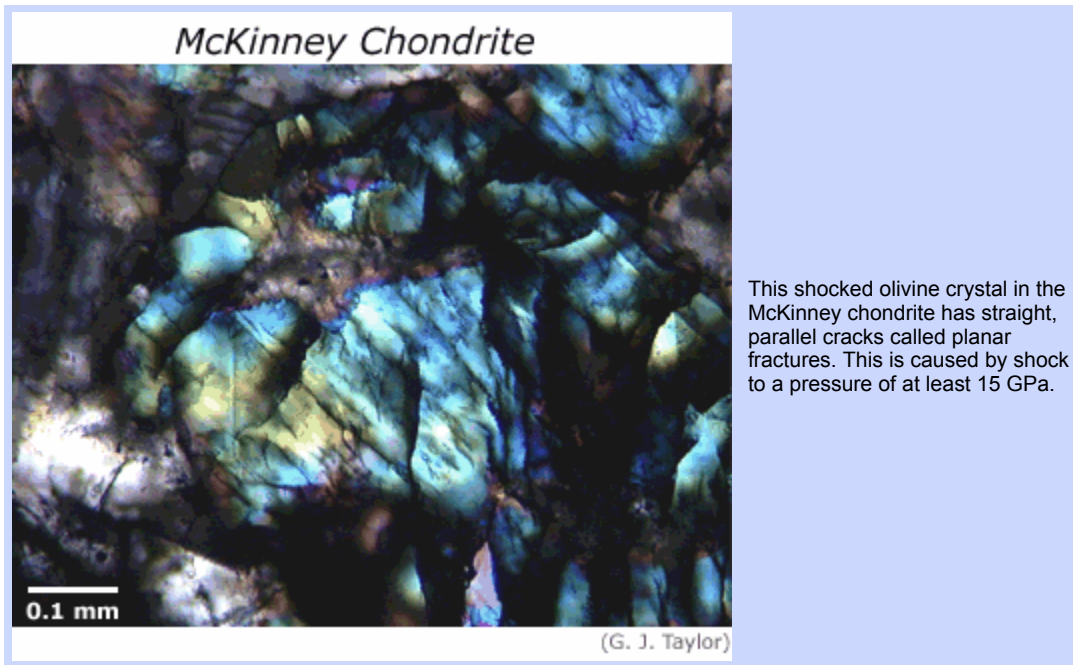 McKinney Chondrite
This shocked olivine crystal in the
McKinney chondrite has straight,
parallel cracks called planar
fractures. This is caused by shock
to a pressure of at least 15 GPa.
0.1 mm
(G. J. Taylor)